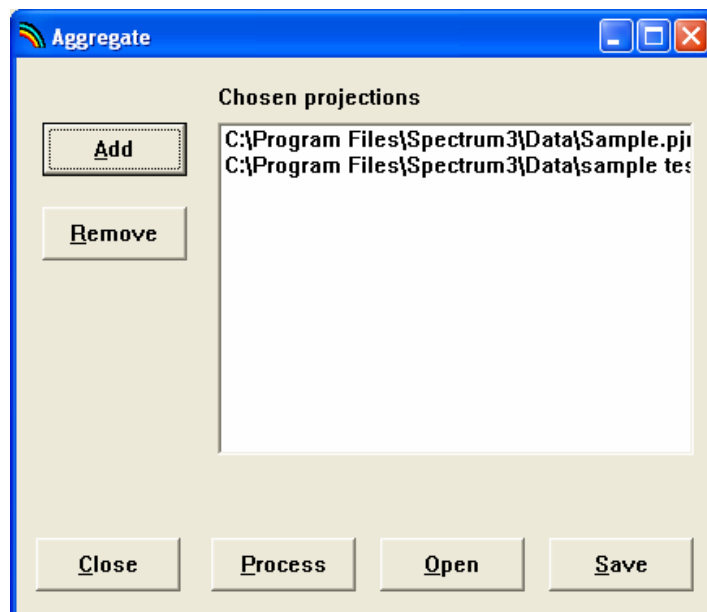 Aggregate
Chosen projections
Add
C:\Program Files\Spectrum3\Data\Sample.pj
C:\Program Files\Spectrum3\Data\sample tes
Remove
Close
Process
Open
Save